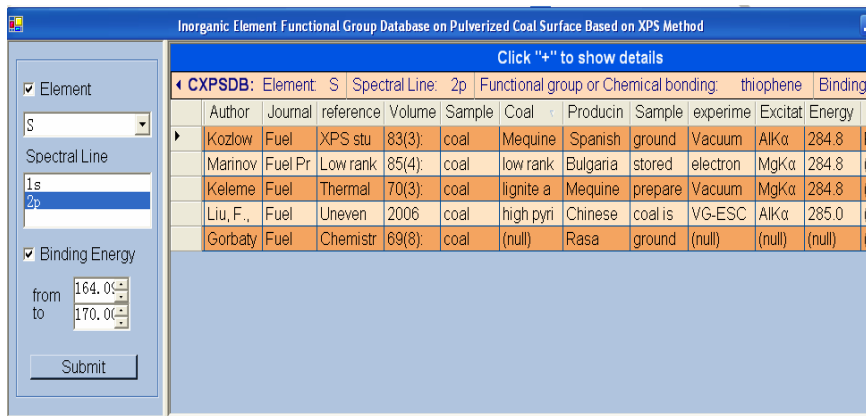 Inorganic Element Functional Group Database on Pulverized Coal Surface Based on XPS Method
Click "+" to show details
CXPSDB: Element: S Spectral Line: 2p Functional group or Chemical bonding: thiophene Binding
Author Journal reference Volume Sample Coal Producin Sample experime Excitat Energy
Kozlow Fuel XPS stu 83(3): coal Mequine Spanish ground Vacuum AlKα 284.8
Marinov Fuel Pr Low rank 85(4): coal low rank Bulgaria stored electron MgKα 284.8
Keleme Fuel Thermal 70(3): coal lignite a Mequine prepare Vacuum MgKα 284.8
Liu, F., Fuel Uneven 2006 coal high pyri Chinese coal is VG-ESC AlKα 285.0
Gorbaty Fuel Chemistr 69(8): coal (null) Rasa ground (null) (null) (null)
Element
S
Spectral Line
1s
2p
Binding Energy
from 164.09
to 170.00
Submit